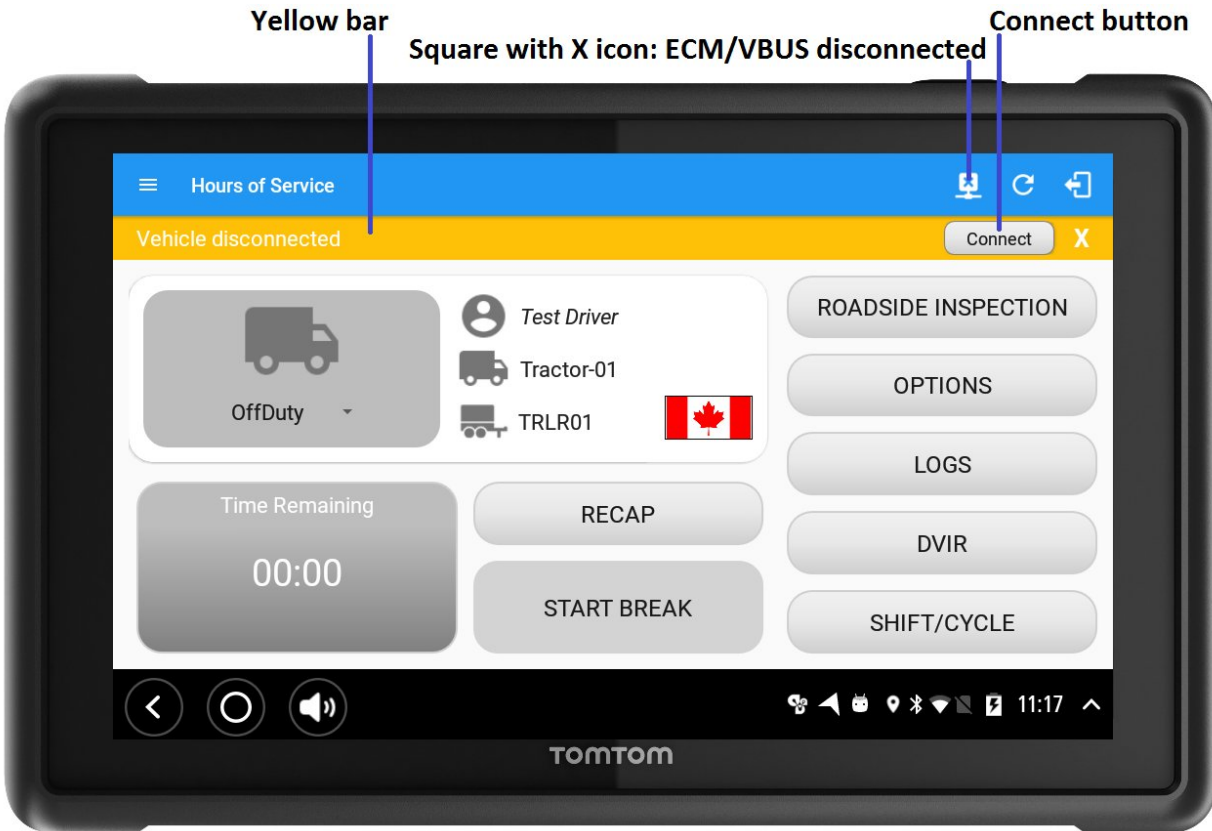 Yellow bar
Connect button
Square with X icon: ECM/VBUS disconnected
Hours of Service
Vehicle disconnected
Connect
X
Test Driver
ROADSIDE INSPECTION
Tractor-01
OPTIONS
OffDuty
TRLR01
LOGS
Time Remaining
RECAP
DVIR
00:00
START BREAK
SHIFT/CYCLE
11:17
TOMTOM